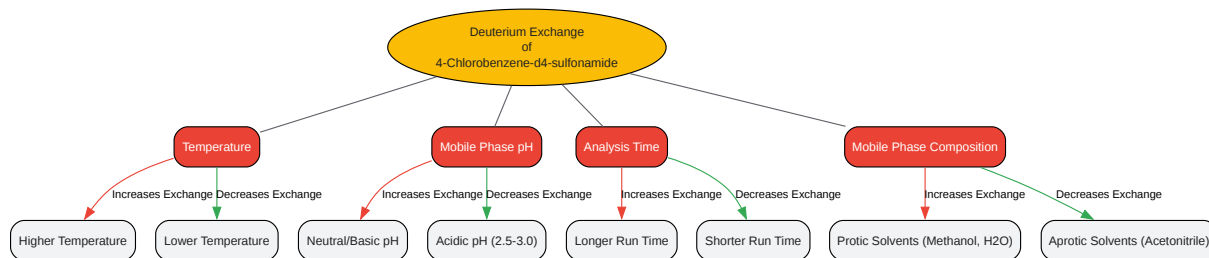 Deuterium Exchange
of
4-Chlorobenzene-d4-sulfonamide
Temperature
Mobile Phase pH
Analysis Time
Mobile Phase Composition
Increases Exchange
Decreases Exchange
Increases Exchange
Decreases Exchange
Increases Exchange
Decreases Exchange
Increases Exchange
Decreases Exchange
Higher Temperature
Lower Temperature
Neutral/Basic pH
Acidic pH (2.5-3.0)
Longer Run Time
Shorter Run Time
Protic Solvents (Methanol, H2O)
Aprotic Solvents (Acetonitrile)